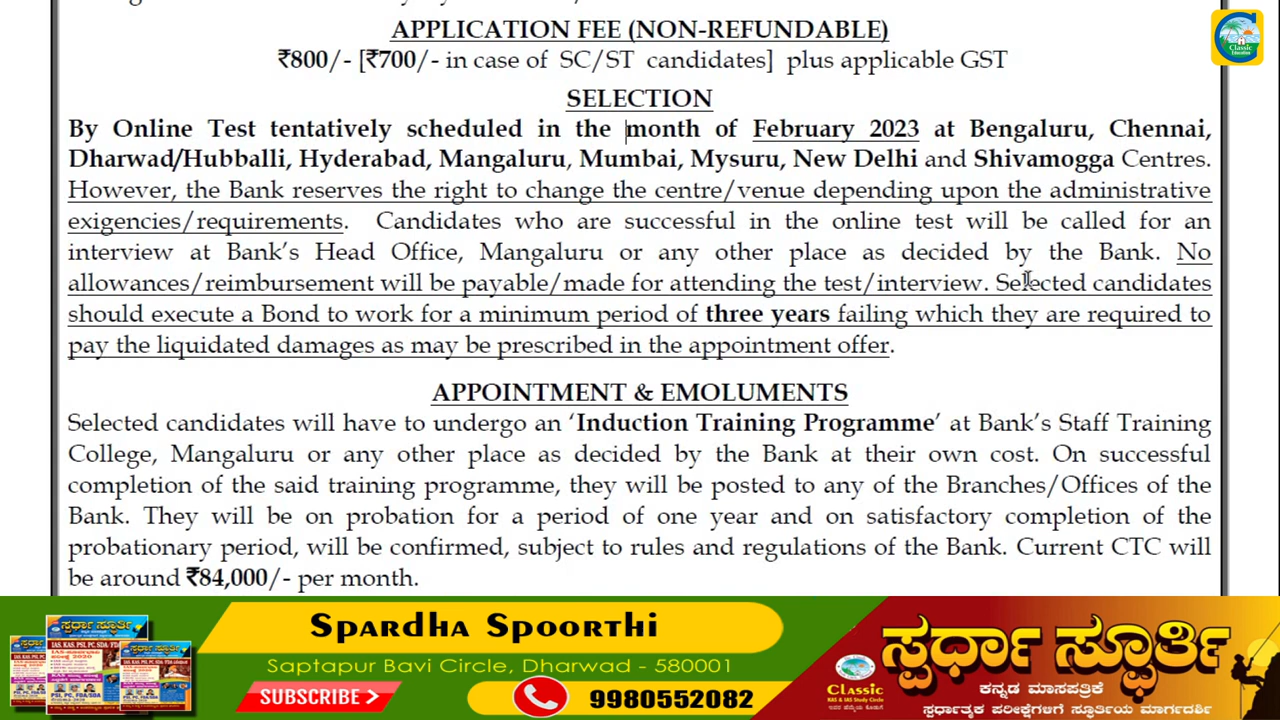 APPLICATION FEE (NON-REFUNDABLE)
₹800/- [₹700/- in case of SC/ST candidates] plus applicable GST
SELECTION
By Online Test tentatively scheduled in the month of February 2023 at Bengaluru, Chennai,
Dharwad/Hubballi, Hyderabad, Mangaluru, Mumbai, Mysuru, New Delhi and Shivamogga Centres.
However, the Bank reserves the right to change the centre/venue depending upon the administrative
exigencies/requirements. Candidates who are successful in the online test will be called for an
interview at Bank's Head Office, Mangaluru or any other place as decided by the Bank. No
allowances/reimbursement will be payable/made for attending the test/interview. Selected candidates
should execute a Bond to work for a minimum period of three years failing which they are required to
pay the liquidated damages as may be prescribed in the appointment offer.
APPOINTMENT & EMOLUMENTS
Selected candidates will have to undergo an 'Induction Training Programme' at Bank's Staff Training
College, Mangaluru or any other place as decided by the Bank at their own cost. On successful
completion of the said training programme, they will be posted to any of the Branches/Offices of the
Bank. They will be on probation for a period of one year and on satisfactory completion of the
probationary period, will be confirmed, subject to rules and regulations of the Bank. Current CTC will
be around ₹84,000/- per month.
Classic
Education
Spardha Spoorthi
Saptapur Bavi Circle, Dharwad - 580001
SUBSCRIBE >
9980552082
ಸ್ಪರ್ಧಾ ಸ್ಫೂರ್ತಿ
Classic
KAS & IAS Study Circle
ಕನ್ನಡ ಮಾಸಪತ್ರಿಕೆ
ಸ್ಪರ್ಧಾತ್ಮಕ ಪರೀಕ್ಷೆಗಳಿಗೆ ಸ್ಫೂರ್ತಿಯ ಮಾರ್ಗದರ್ಶಿ